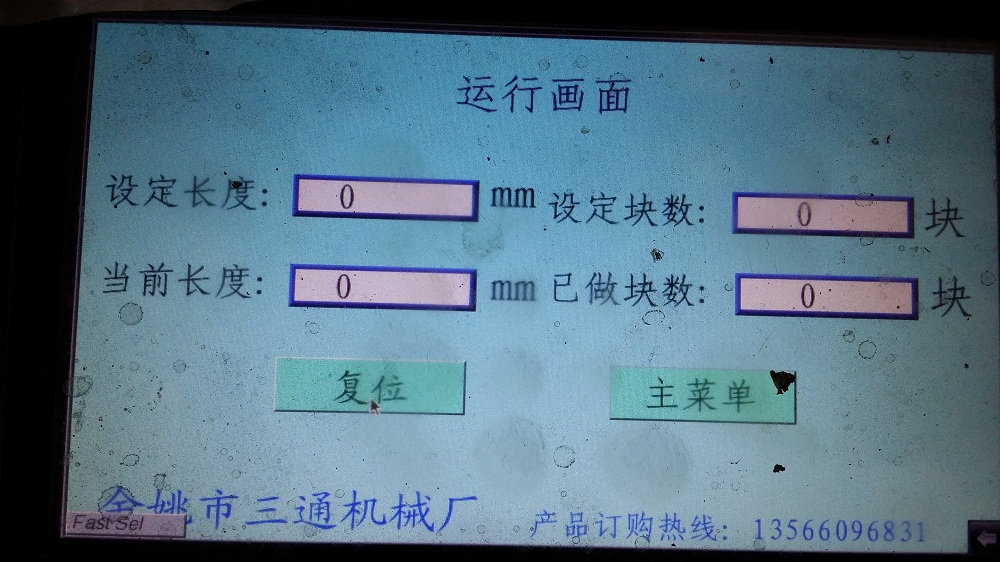 运行画面
设定长度: 0 mm 设定块数: 0 块
当前长度: 0 mm 已做块数: 0 块
复位 主菜单
余姚市三通机械厂
Fast Sel
产品订购热线: 13566096831